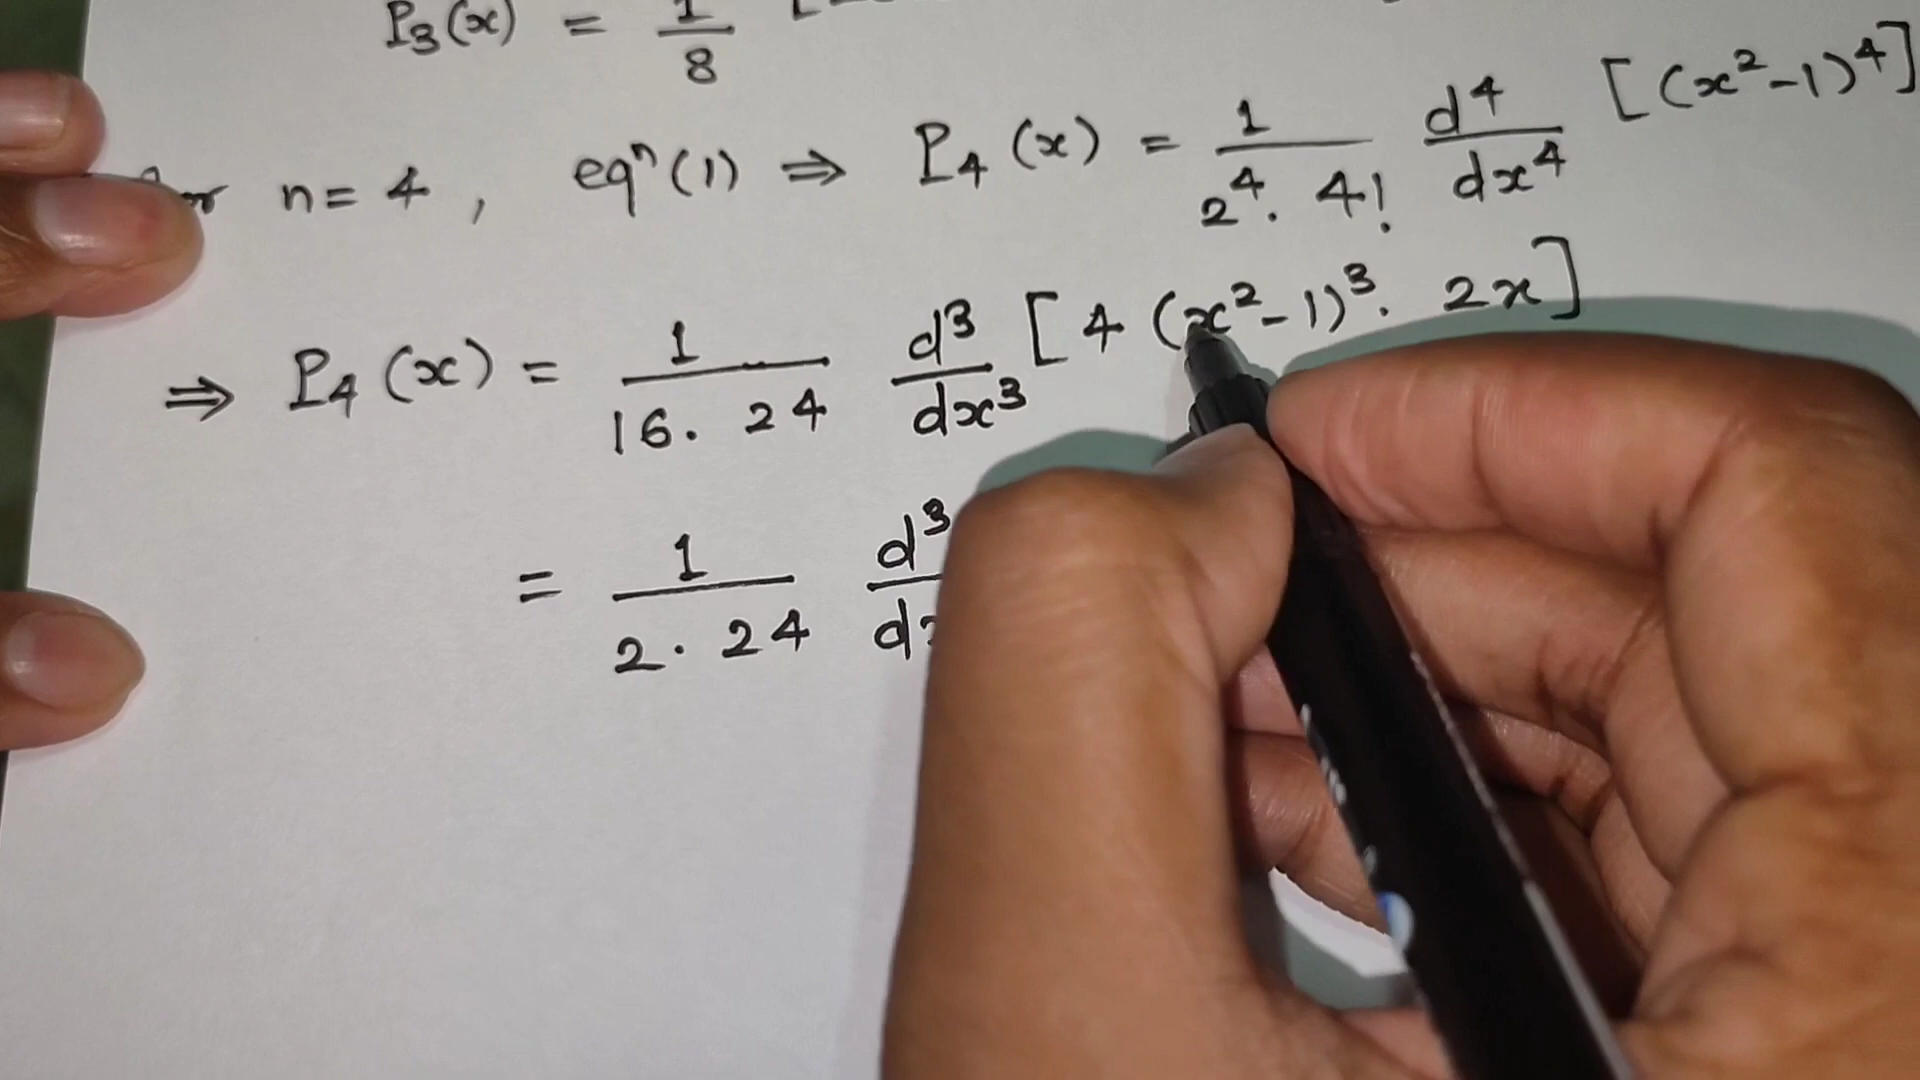 P₃(x) = 1/8 [
n = 4, eqⁿ(1) ⇒ P₄(x) = 1/(2⁴. 4!) d⁴/dx⁴ [(x²-1)⁴]
⇒ P₄(x) = 1/(16. 24) d³/dx³ [4 (x²-1)³. 2x]
= 1/(2. 24) d³